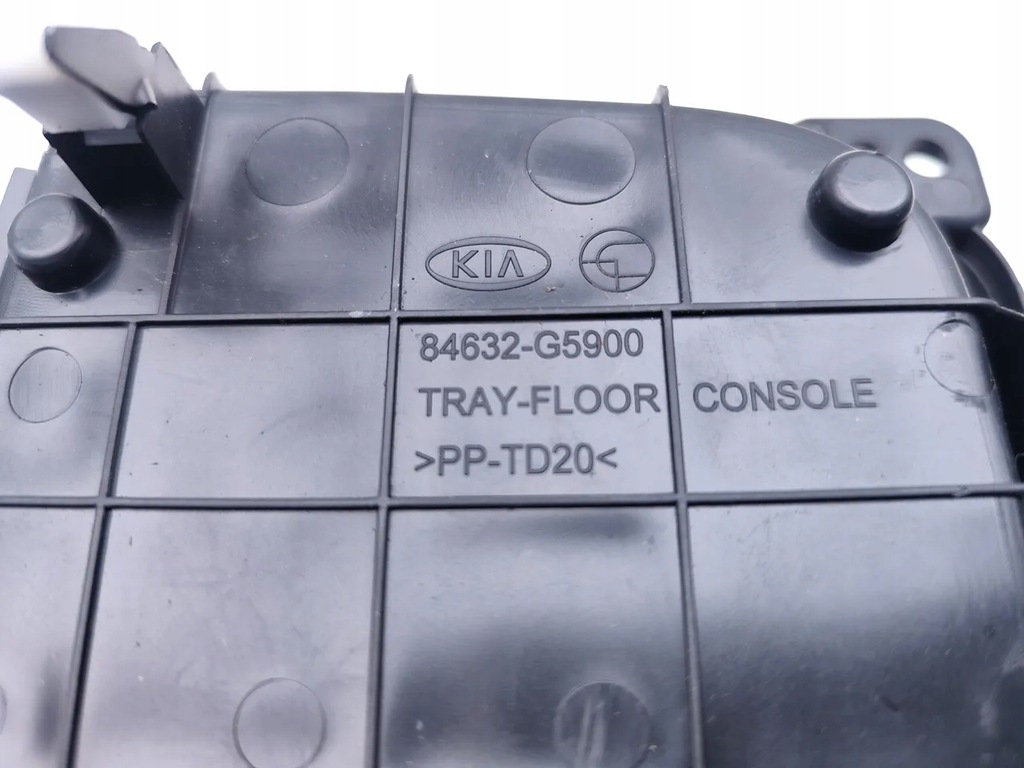 KIA
84632-G5900
TRAY-FLOOR CONSOLE
>PP-TD20<